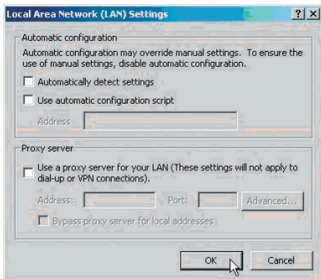 Local Area Network (LAN) Settings
Automatic configuration
Automatic configuration may override manual settings. To ensure the
use of manual settings, disable automatic configuration.
Automatically detect settings
Use automatic configuration script
Address
Proxy server
Use a proxy server for your LAN (These settings will not apply to
dial-up or VPN connections).
Address: Port: Advanced...
Bypass proxy server for local addresses
OK Cancel